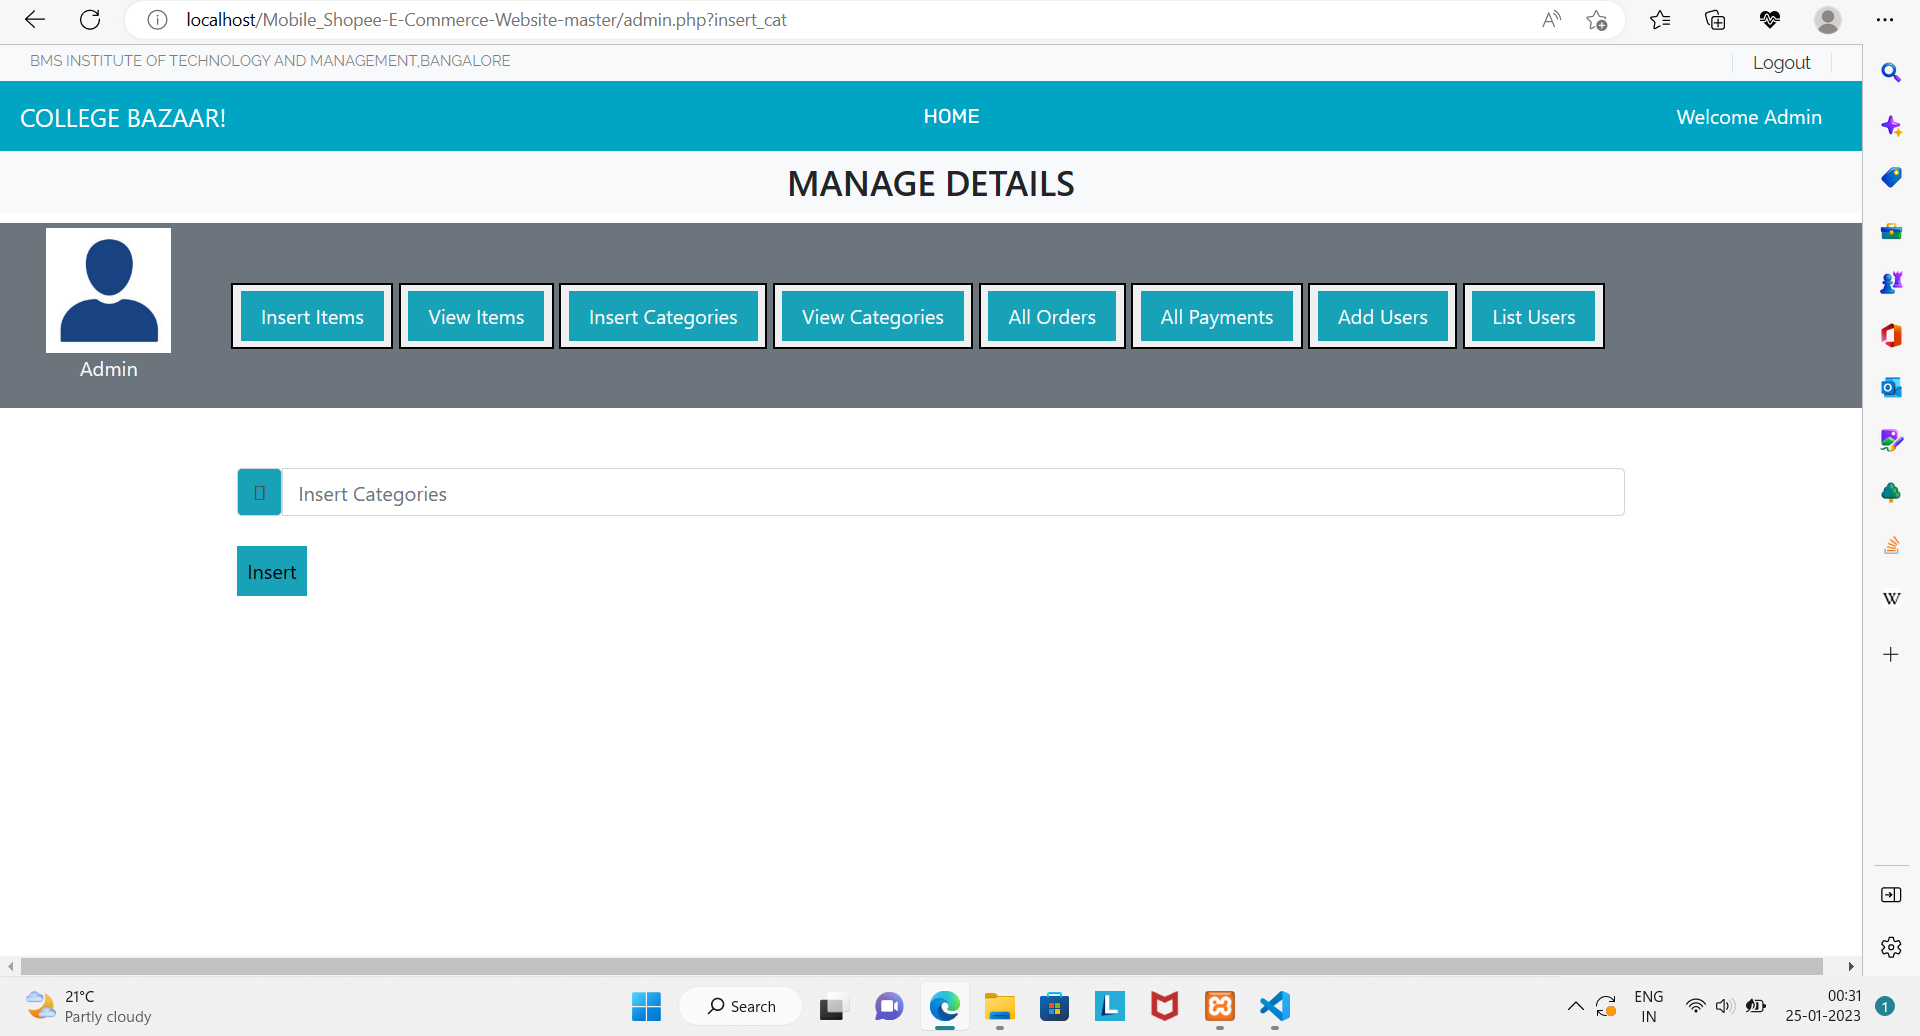 localhost/Mobile_Shopee-E-Commerce-Website-master/admin.php?insert_cat
BMS INSTITUTE OF TECHNOLOGY AND MANAGEMENT,BANGALORE
Logout
COLLEGE BAZAAR!
HOME
Welcome Admin
MANAGE DETAILS
Admin
Insert Items
View Items
Insert Categories
View Categories
All Orders
All Payments
Add Users
List Users
Insert Categories
Insert
21°C
Partly cloudy
Search
ENG
IN
00:31
25-01-2023
1